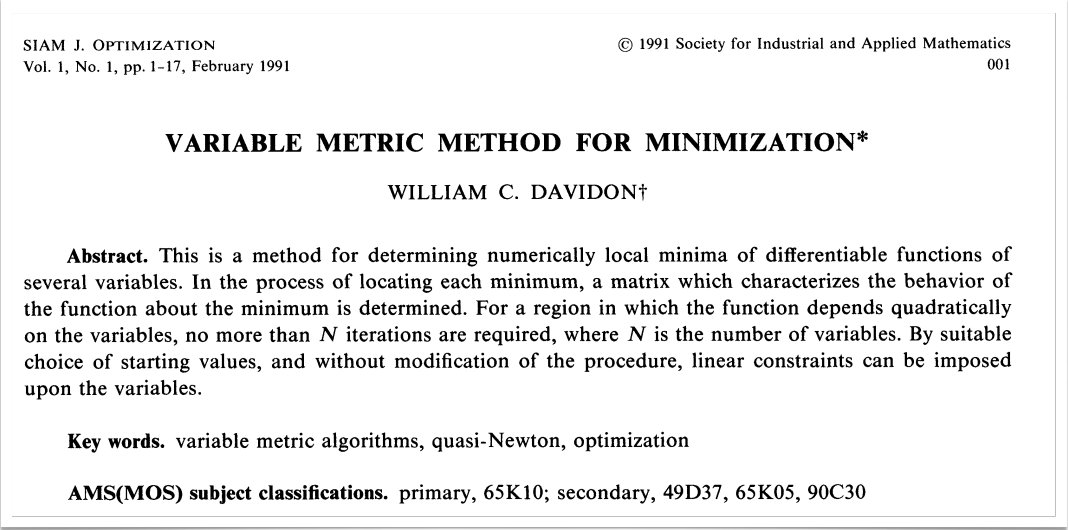 SIAM J. OPTIMIZATION
Vol. 1, No. 1, pp. 1–17, February 1991
© 1991 Society for Industrial and Applied Mathematics
001
VARIABLE METRIC METHOD FOR MINIMIZATION*
WILLIAM C. DAVIDON†
Abstract. This is a method for determining numerically local minima of differentiable functions of
several variables. In the process of locating each minimum, a matrix which characterizes the behavior of
the function about the minimum is determined. For a region in which the function depends quadratically
on the variables, no more than N iterations are required, where N is the number of variables. By suitable
choice of starting values, and without modification of the procedure, linear constraints can be imposed
upon the variables.
Key words. variable metric algorithms, quasi-Newton, optimization
AMS(MOS) subject classifications. primary, 65K10; secondary, 49D37, 65K05, 90C30